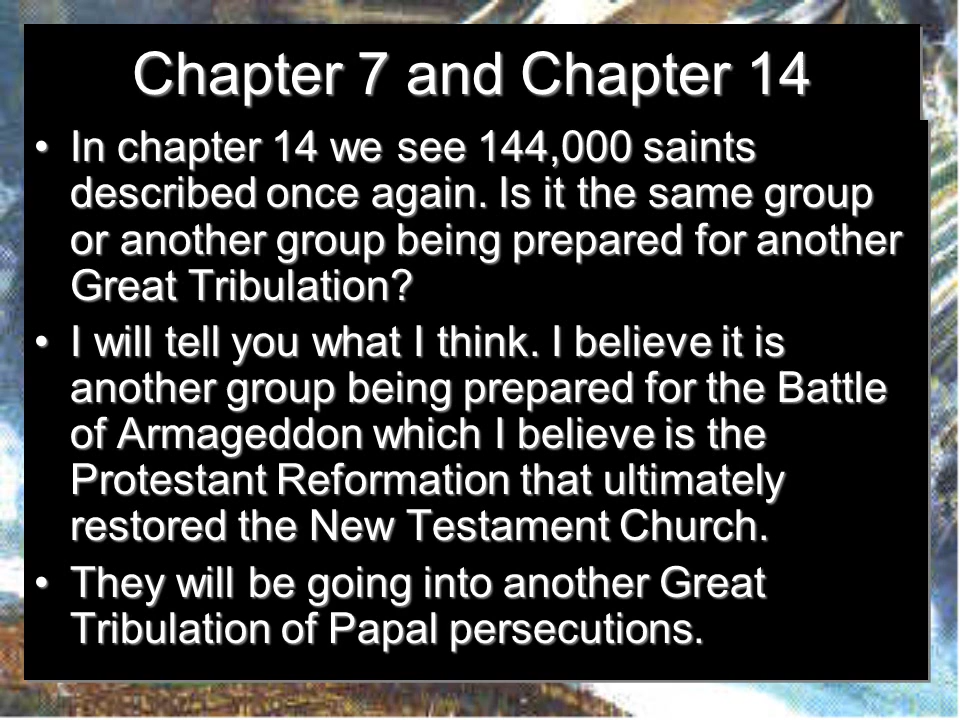 Chapter 7 and Chapter 14
• In chapter 14 we see 144,000 saints
described once again. Is it the same group
or another group being prepared for another
Great Tribulation?
• I will tell you what I think. I believe it is
another group being prepared for the Battle
of Armageddon which I believe is the
Protestant Reformation that ultimately
restored the New Testament Church.
• They will be going into another Great
Tribulation of Papal persecutions.